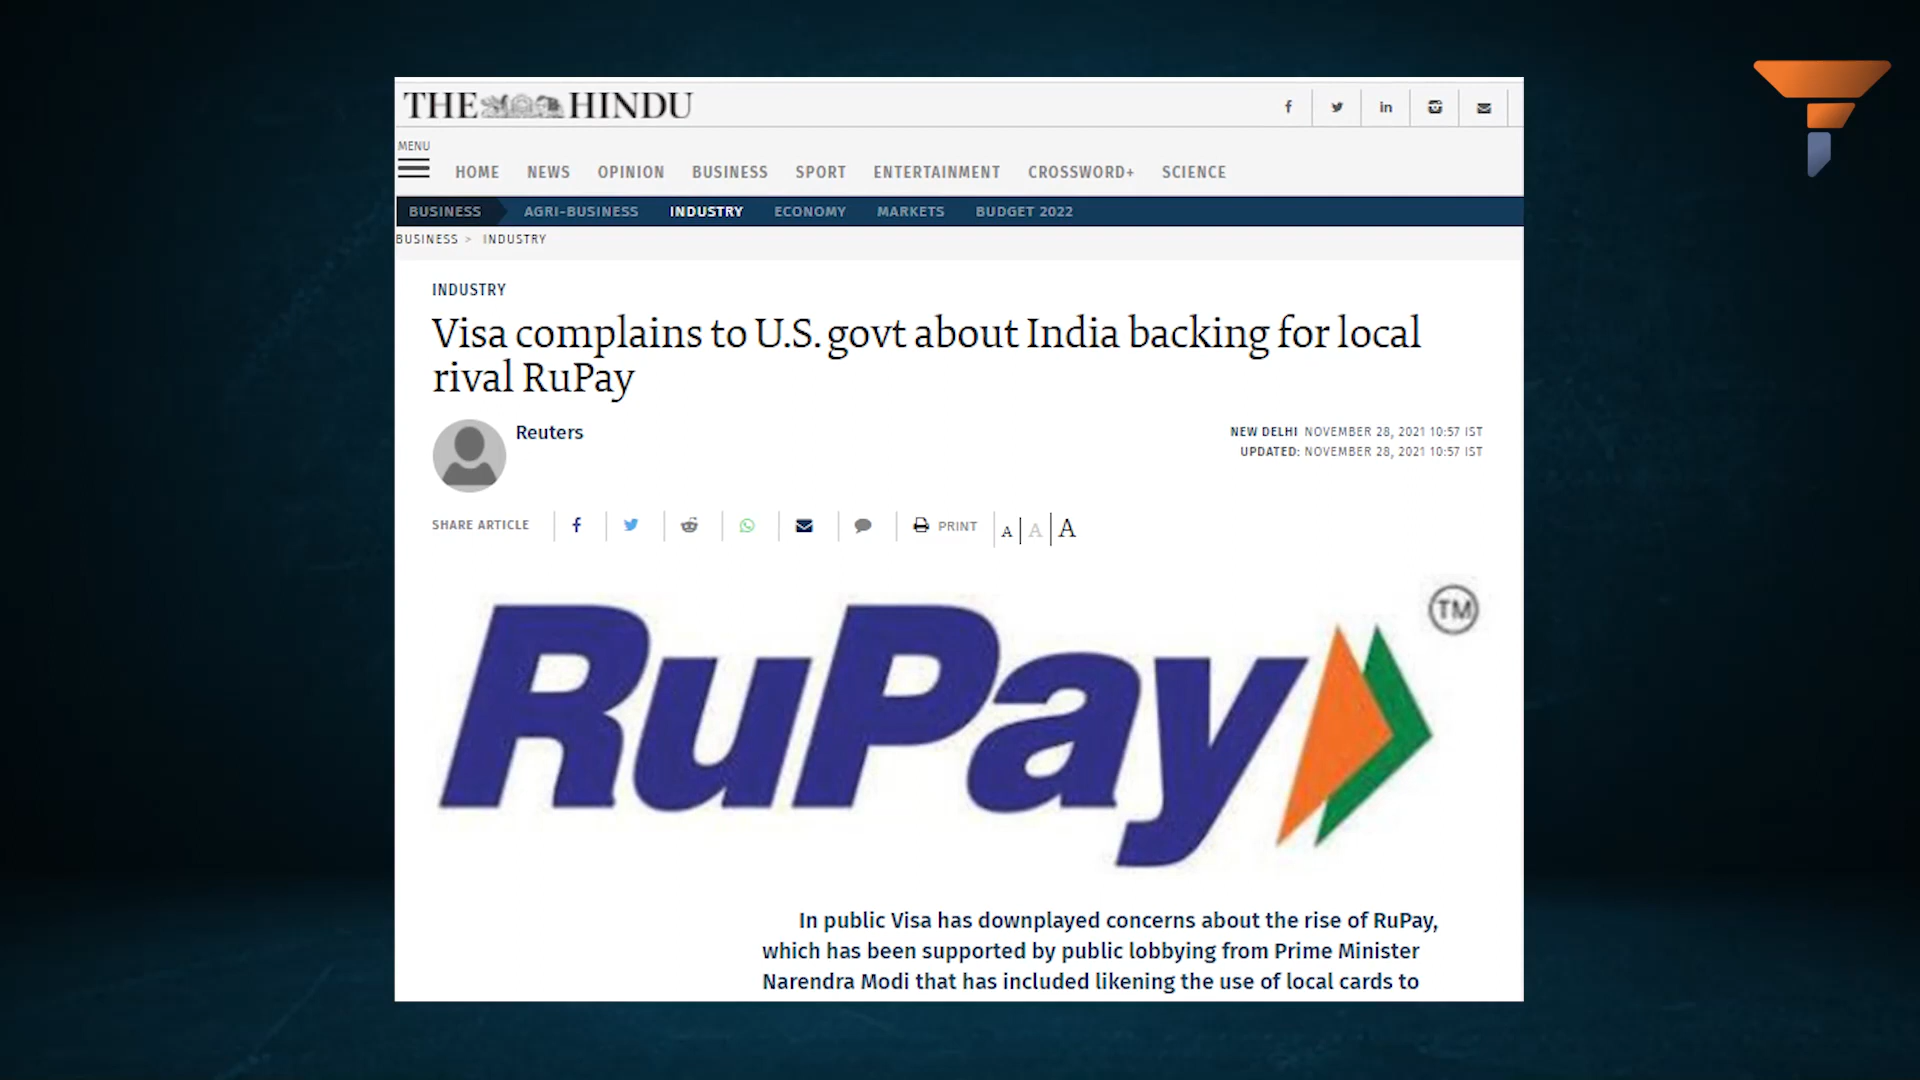 THE HINDU
MENU
HOME NEWS OPINION BUSINESS SPORT ENTERTAINMENT CROSSWORD+ SCIENCE
BUSINESS AGRI-BUSINESS INDUSTRY ECONOMY MARKETS BUDGET 2022
BUSINESS > INDUSTRY
INDUSTRY
Visa complains to U.S. govt about India backing for local
rival RuPay
Reuters
NEW DELHI NOVEMBER 28, 2021 10:57 IST
UPDATED: NOVEMBER 28, 2021 10:57 IST
SHARE ARTICLE PRINT A A A
RuPay TM
In public Visa has downplayed concerns about the rise of RuPay,
which has been supported by public lobbying from Prime Minister
Narendra Modi that has included likening the use of local cards to